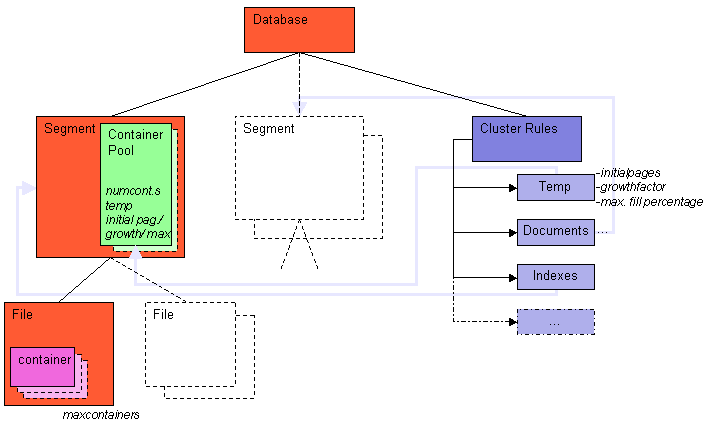 Database
Segment
Container
Pool
numcont.s
temp
initial pag./
growth/max
Segment
Cluster Rules
Temp
-initialpages
-growthfactor
-max. fill percentage
Documents
...
Indexes
...
File
container
maxcontainers
File